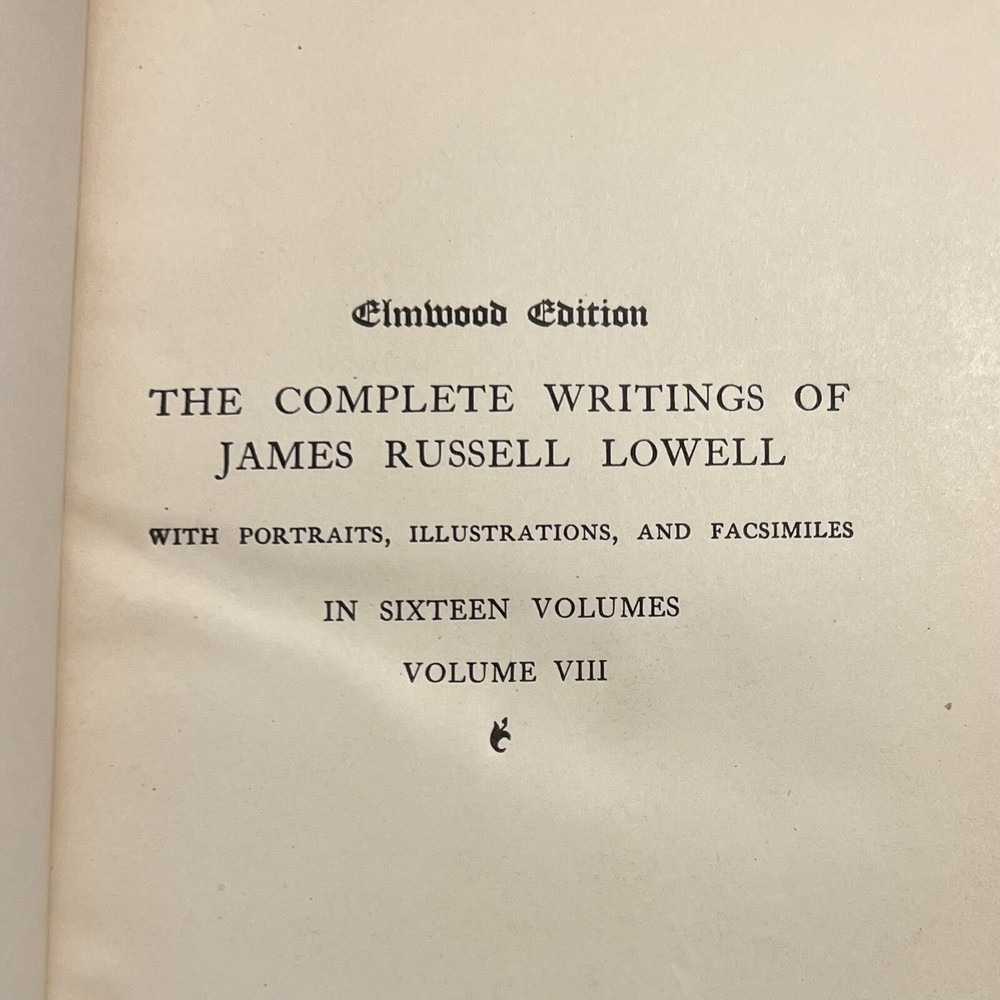 Elmwood Edition
THE COMPLETE WRITINGS OF
JAMES RUSSELL LOWELL
WITH PORTRAITS, ILLUSTRATIONS, AND FACSIMILES
IN SIXTEEN VOLUMES
VOLUME VIII